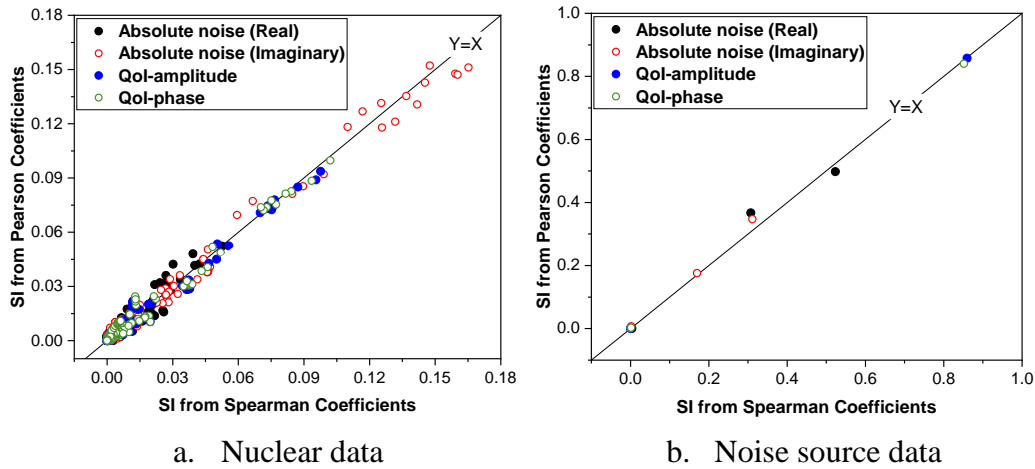 0.18
0.15
0.12
0.09
0.06
0.03
0.00
SI from Pearson Coefficients
Absolute noise (Real)
Absolute noise (Imaginary)
QoI-amplitude
QoI-phase
Y=X
0.00 0.03 0.06 0.09 0.12 0.15 0.18
SI from Spearman Coefficients
a. Nuclear data
1.0
0.8
0.6
0.4
0.2
0.0
SI from Pearson Coefficients
Absolute noise (Real)
Absolute noise (Imaginary)
QoI-amplitude
QoI-phase
Y=X
0.0 0.2 0.4 0.6 0.8 1.0
SI from Spearman Coefficients
b. Noise source data